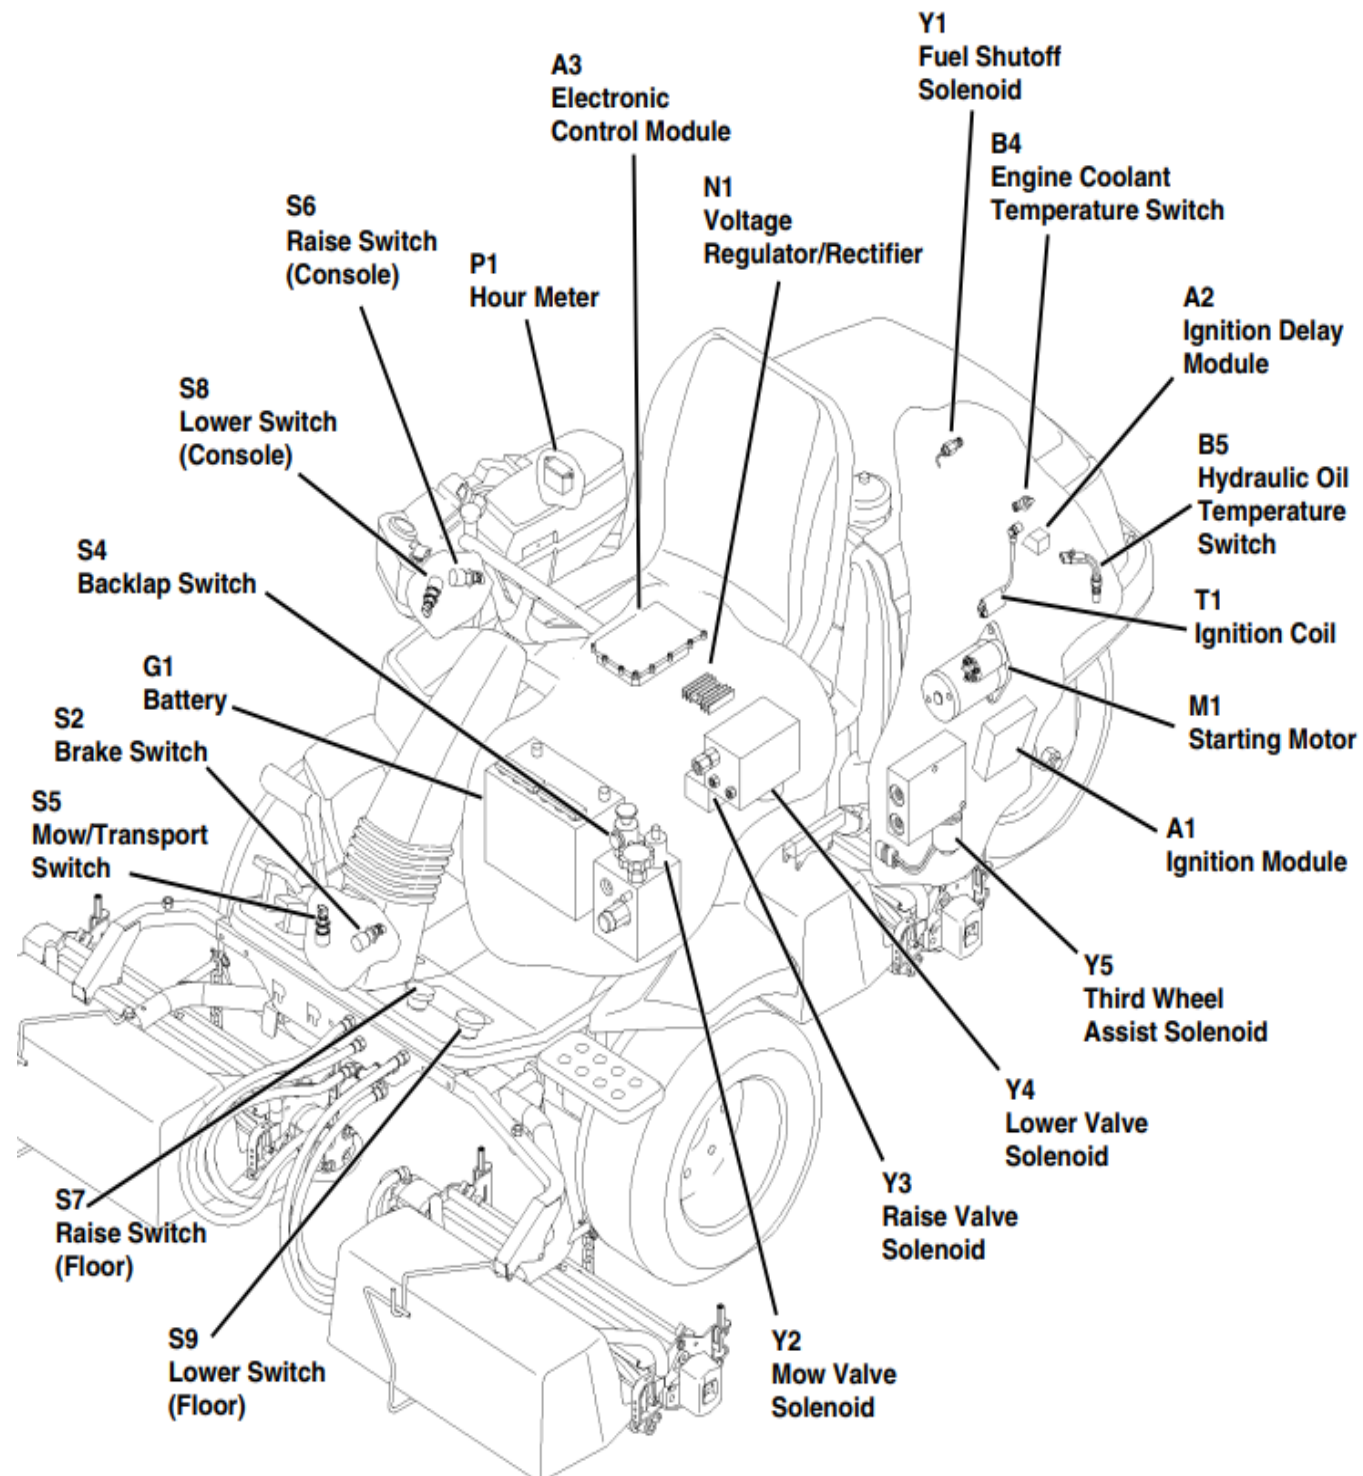 Y1
Fuel Shutoff
Solenoid
A3
Electronic
Control Module
B4
Engine Coolant
Temperature Switch
N1
Voltage
Regulator/Rectifier
S6
Raise Switch
(Console)
P1
Hour Meter
A2
Ignition Delay
Module
S8
Lower Switch
(Console)
B5
Hydraulic Oil
Temperature
Switch
S4
Backlap Switch
T1
Ignition Coil
G1
Battery
M1
Starting Motor
S2
Brake Switch
S5
Mow/Transport
Switch
A1
Ignition Module
Y5
Third Wheel
Assist Solenoid
Y4
Lower Valve
Solenoid
Y3
Raise Valve
Solenoid
S7
Raise Switch
(Floor)
S9
Lower Switch
(Floor)
Y2
Mow Valve
Solenoid